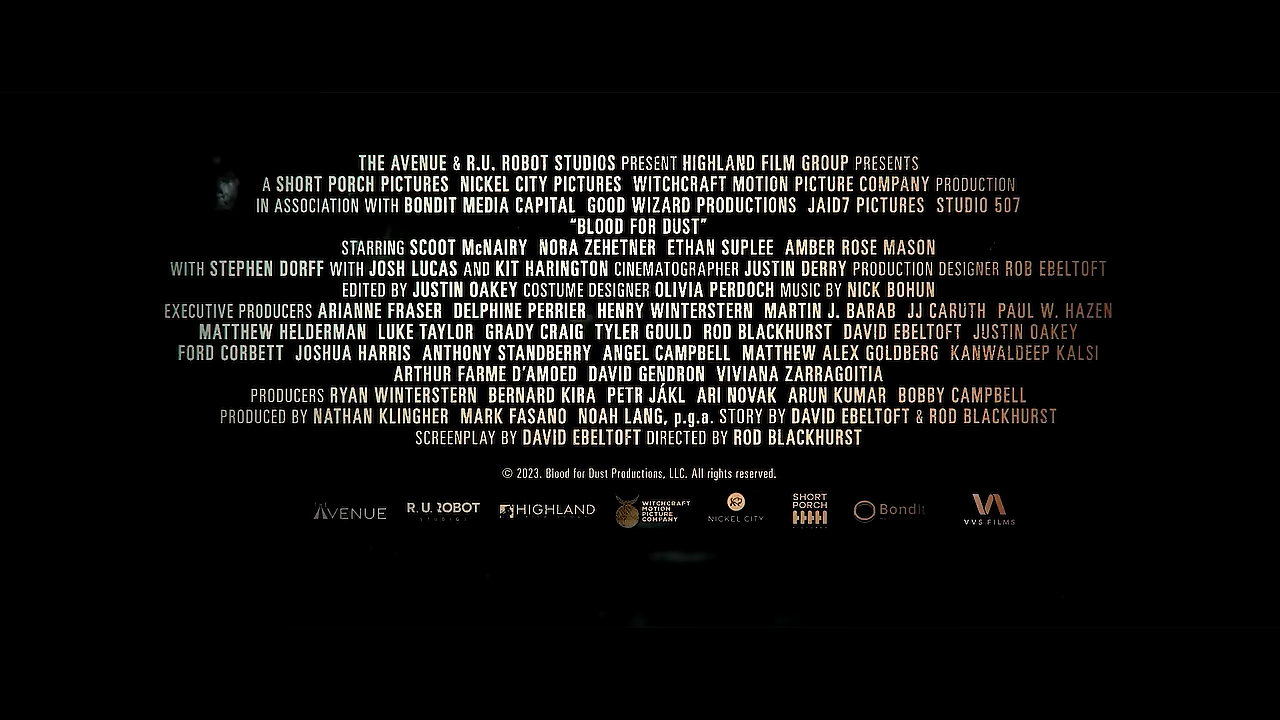 THE AVENUE & R.U. ROBOT STUDIOS PRESENT HIGHLAND FILM GROUP PRESENTS
A SHORT PORCH PICTURES NICKEL CITY PICTURES WITCHCRAFT MOTION PICTURE COMPANY PRODUCTION
IN ASSOCIATION WITH BONDIT MEDIA CAPITAL GOOD WIZARD PRODUCTIONS JAID7 PICTURES STUDIO 507
“BLOOD FOR DUST”
STARRING SCOOT McNAIRY NORA ZEHETNER ETHAN SUPLEE AMBER ROSE MASON
WITH STEPHEN DORFF WITH JOSH LUCAS AND KIT HARINGTON CINEMATOGRAPHER JUSTIN DERRY PRODUCTION DESIGNER ROB EBELTOFT
EDITED BY JUSTIN OAKEY COSTUME DESIGNER OLIVIA PERDOCH MUSIC BY NICK BOHUN
EXECUTIVE PRODUCERS ARIANNE FRASER DELPHINE PERRIER HENRY WINTERSTERN MARTIN J. BARAB JJ CARUTH PAUL W. HAZEN
MATTHEW HELDERMAN LUKE TAYLOR GRADY CRAIG TYLER GOULD ROD BLACKHURST DAVID EBELTOFT JUSTIN OAKEY
FORD CORBETT JOSHUA HARRIS ANTHONY STANDBERRY ANGEL CAMPBELL MATTHEW ALEX GOLDBERG KANWALDEEP KALSI
ARTHUR FARME D’AMOED DAVID GENDRON VIVIANA ZARRAGOITIA
PRODUCERS RYAN WINTERSTERN BERNARD KIRA PETR JÁKL ARI NOVAK ARUN KUMAR BOBBY CAMPBELL
PRODUCED BY NATHAN KLINGHER MARK FASANO NOAH LANG, p.g.a. STORY BY DAVID EBELTOFT & ROD BLACKHURST
SCREENPLAY BY DAVID EBELTOFT DIRECTED BY ROD BLACKHURST
© 2023. Blood for Dust Productions, LLC. All rights reserved.
AVENUE R.U. ROBOT STUDIOS HIGHLAND WITCHCRAFT MOTION PICTURE COMPANY NICKEL CITY SHORT PORCH BondIt VVS FILMS